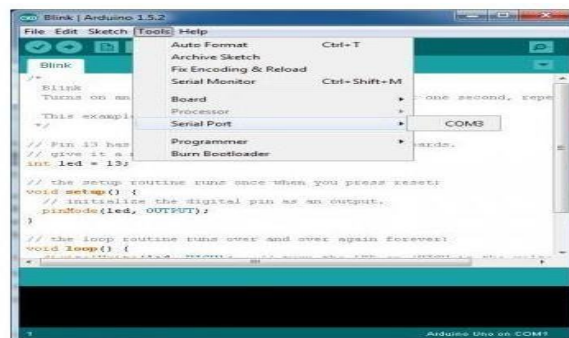 Blink | Arduino 1.5.2
File Edit Sketch Tools Help
Auto Format Ctrl+T
Archive Sketch
Fix Encoding & Reload
Serial Monitor Ctrl+Shift+M
Board
Processor
Serial Port
COM3
Programmer
Burn Bootloader
Blink
/*
Blink
Turns on an one second, repe
This exampl
*/
// Pin 13 has ards.
// give it a
int led = 13;
// the setup routine runs once when you press reset:
void setup() {
// initialize the digital pin as an output.
pinMode(led, OUTPUT);
}
// the loop routine runs over and over again forever:
void loop() {
1
Arduino Uno on COM1